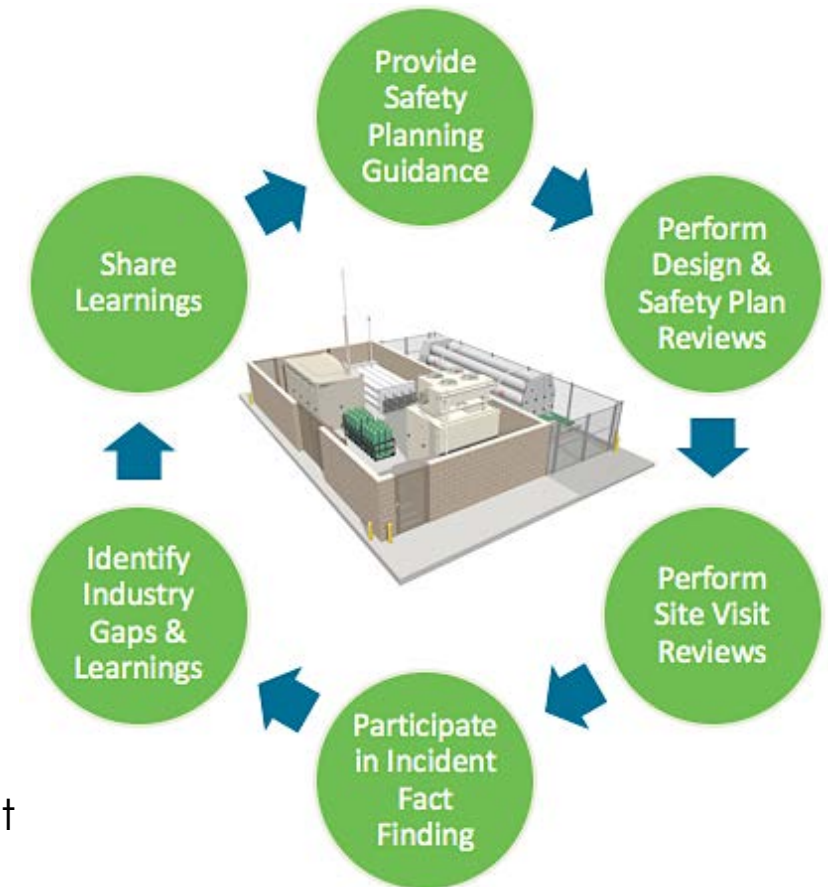 Provide
Safety
Planning
Guidance
Perform
Design &
Safety Plan
Reviews
Perform
Site Visit
Reviews
Participate
in Incident
Fact
Finding
Identify
Industry
Gaps &
Learnings
Share
Learnings
t